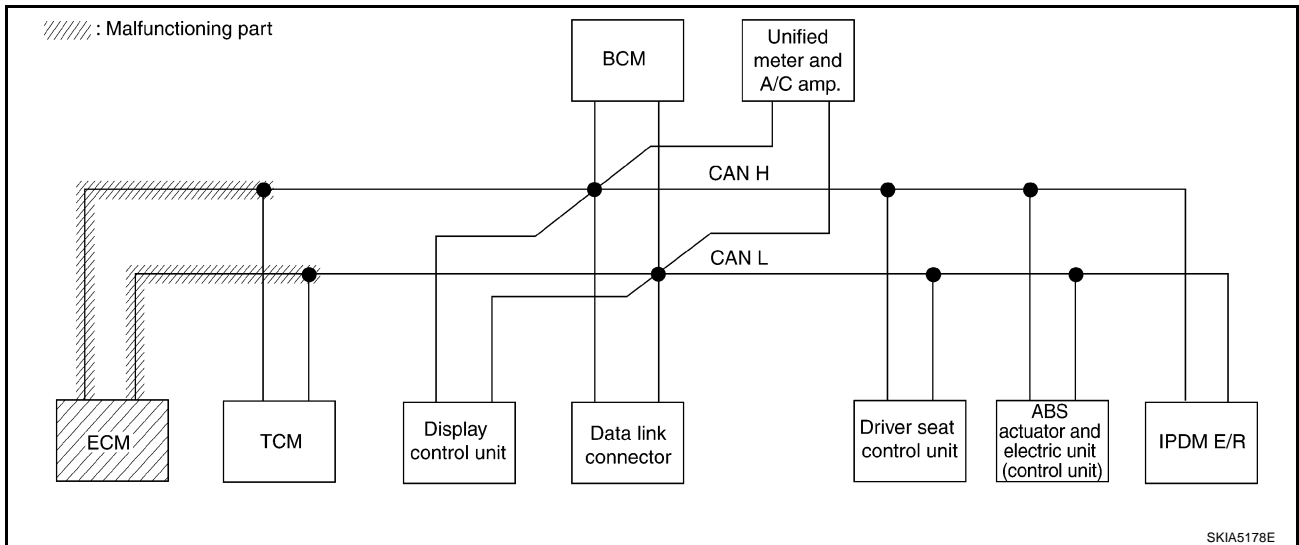 : Malfunctioning part
BCM
Unified
meter and
A/C amp.
CAN H
CAN L
ECM
TCM
Display
control unit
Data link
connector
Driver seat
control unit
ABS
actuator and
electric unit
(control unit)
IPDM E/R
SKIA5178E